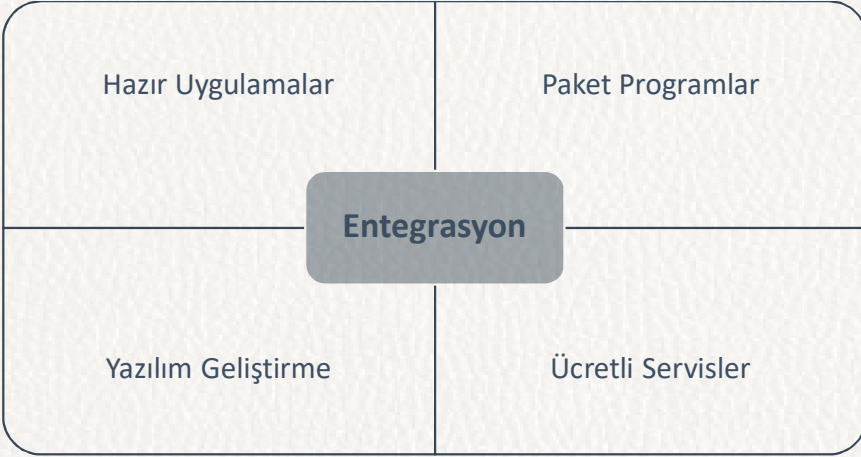 Hazır Uygulamalar
Paket Programlar
Entegrasyon
Yazılım Geliştirme
Ücretli Servisler